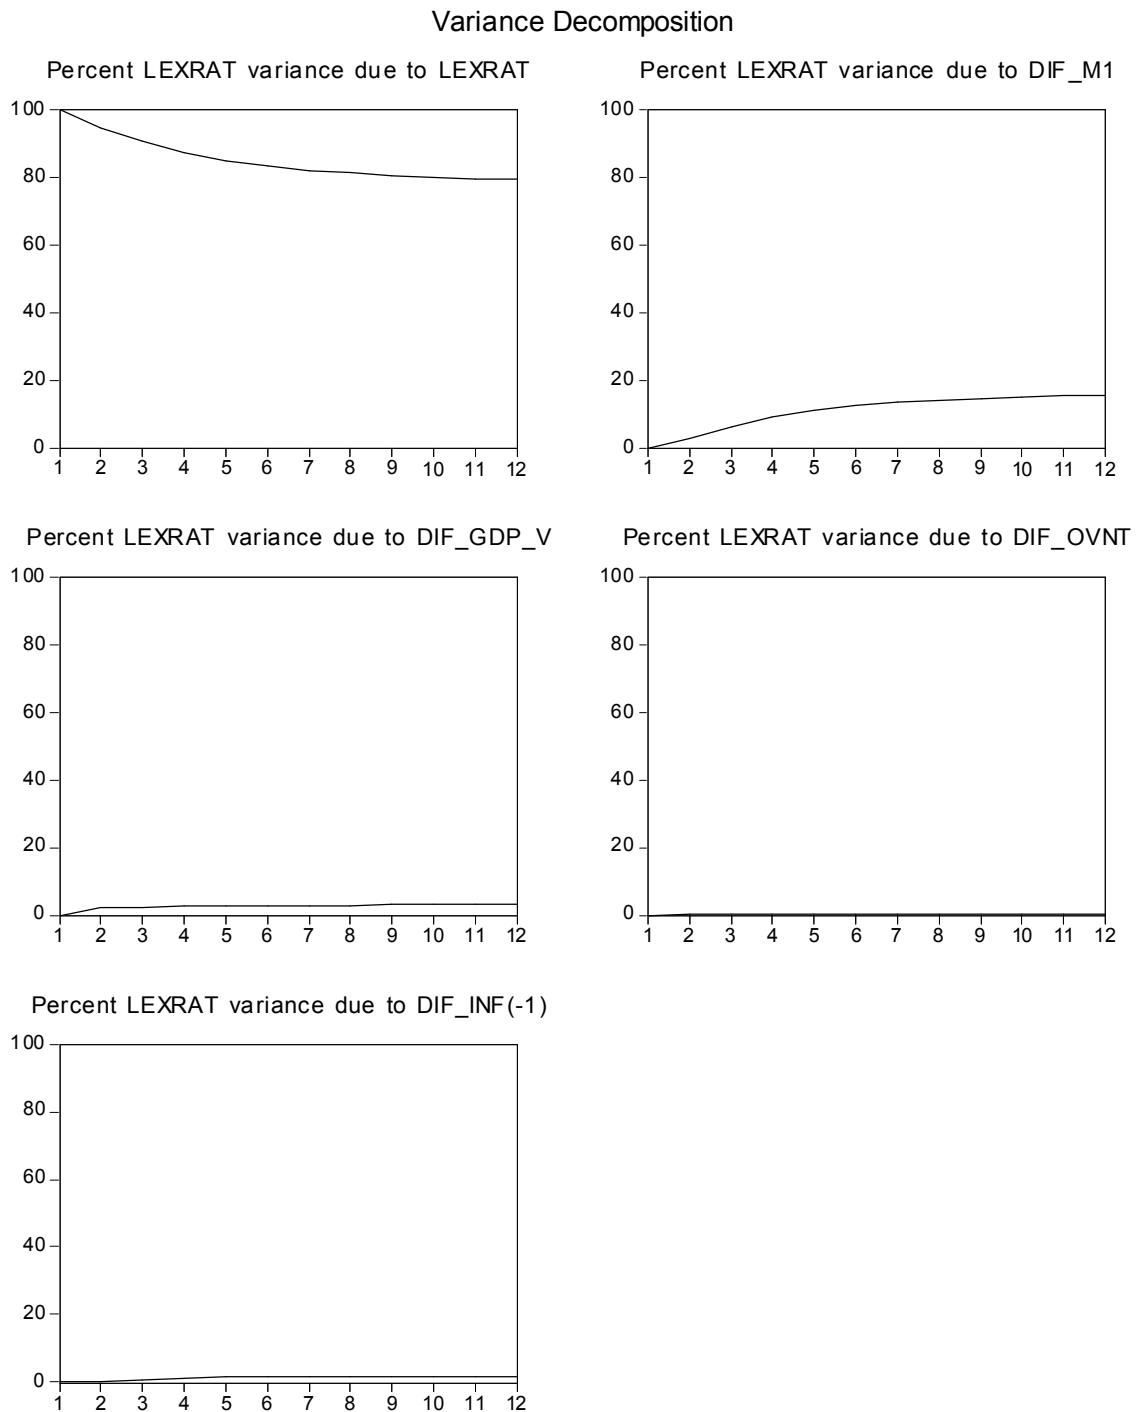 Variance Decomposition
Percent LEXRAT variance due to LEXRAT
100
80
60
40
20
0
1 2 3 4 5 6 7 8 9 10 11 12
Percent LEXRAT variance due to DIF_M1
100
80
60
40
20
0
1 2 3 4 5 6 7 8 9 10 11 12
Percent LEXRAT variance due to DIF_GDP_V
100
80
60
40
20
0
1 2 3 4 5 6 7 8 9 10 11 12
Percent LEXRAT variance due to DIF_OVNT
100
80
60
40
20
0
1 2 3 4 5 6 7 8 9 10 11 12
Percent LEXRAT variance due to DIF_INF(-1)
100
80
60
40
20
0
1 2 3 4 5 6 7 8 9 10 11 12